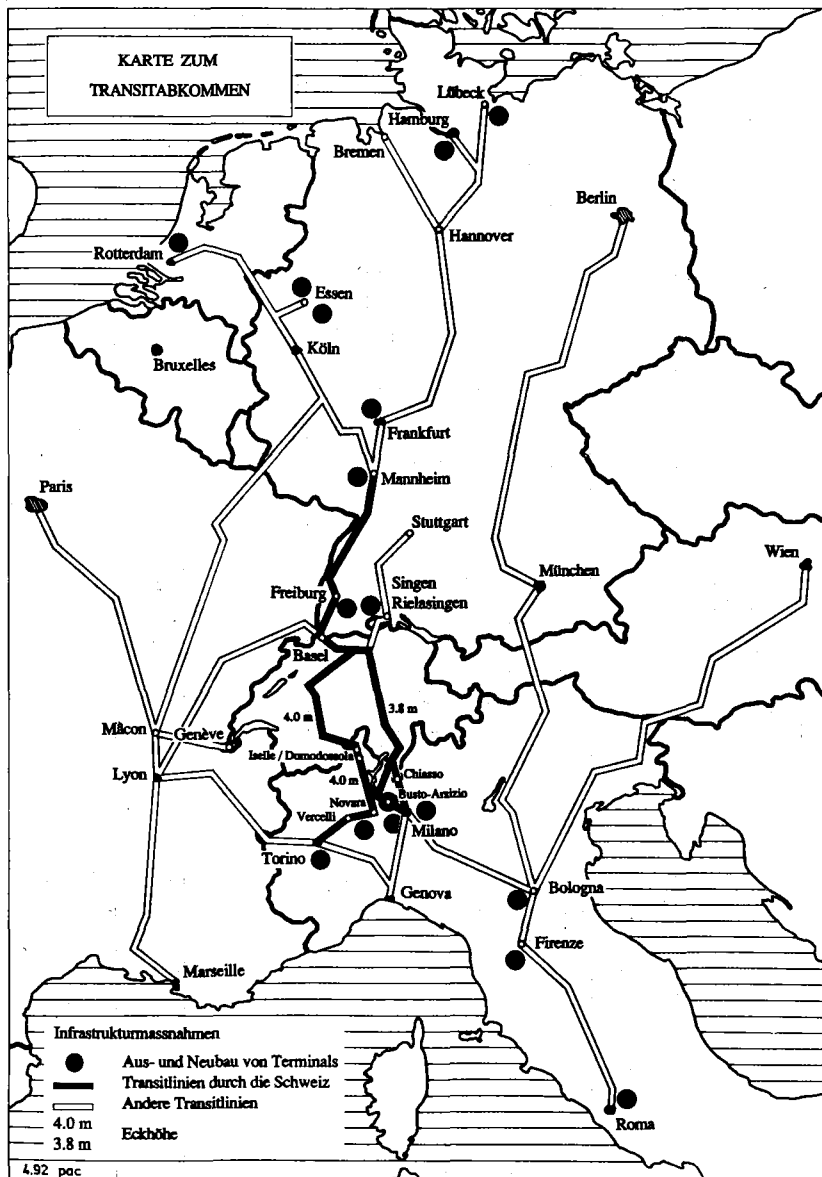 KARTE ZUM
TRANSITABKOMMEN
Lübeck
Hamburg
Bremen
Berlin
Hannover
Rotterdam
Essen
Köln
Bruxelles
Frankfurt
Mannheim
Paris
Stuttgart
Wien
München
Singen
Rielasingen
Freiburg
Basel
4.0 m
3.8 m
Mâcon
Genève
Iselle / Dumodossola
Chiasso
4.0 m
Lyon
Busto-Arsizio
Novara
Vercelli
Milano
Torino
Genova
Bologna
Firenze
Marseille
Roma
Infrastrukturmassnahmen
Aus- und Neubau von Terminals
Transitlinien durch die Schweiz
Andere Transitlinien
4.0 m
Eckhöhe
3.8 m
4.92 pac